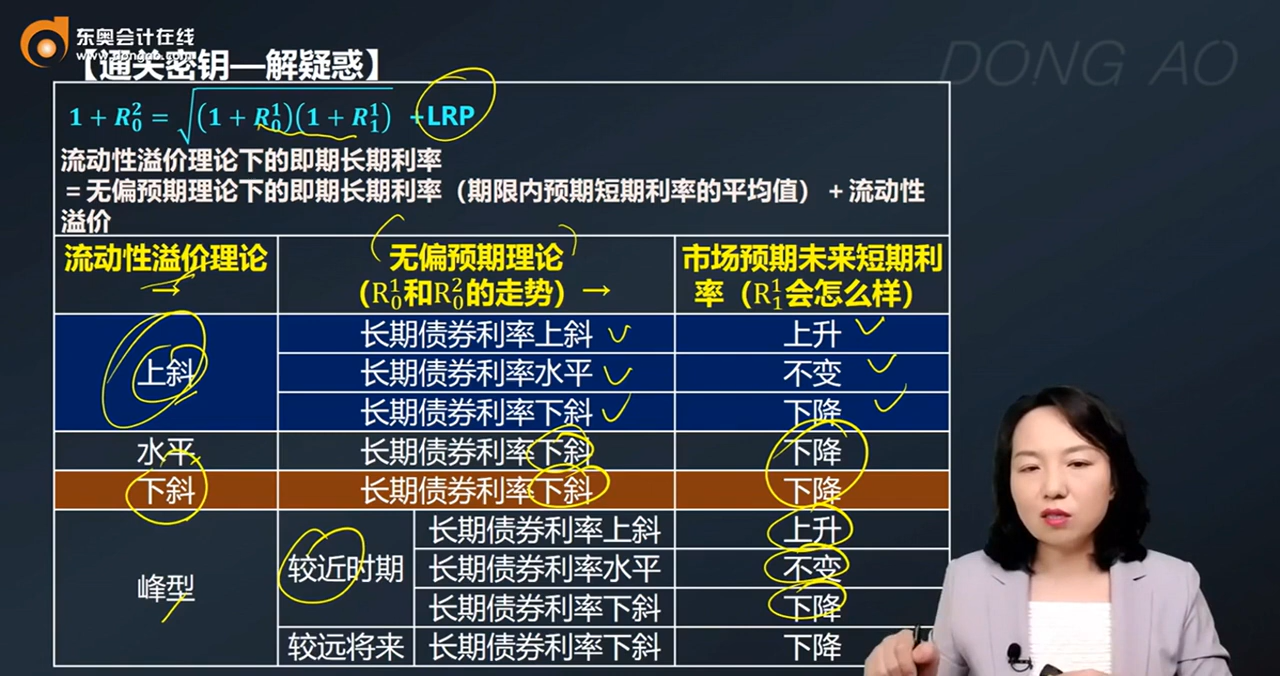 东奥会计在线
www.dongao.com
DONG AO
【通关密钥—解疑惑】
1 + R₀² = √(1 + R₀¹)(1 + R₁¹) +LRP
流动性溢价理论下的即期长期利率
=无偏预期理论下的即期长期利率（期限内预期短期利率的平均值）+流动性
溢价
流动性溢价理论 无偏预期理论 市场预期未来短期利
→ （R₀¹和R₀²的走势）→ 率（R₁¹会怎么样）
上斜 长期债券利率上斜 上升
长期债券利率水平 不变
长期债券利率下斜 下降
水平 长期债券利率下斜 下降
下斜 长期债券利率下斜 下降
峰型 较近时期 长期债券利率上斜 上升
长期债券利率水平 不变
长期债券利率下斜 下降
较远将来 长期债券利率下斜 下降